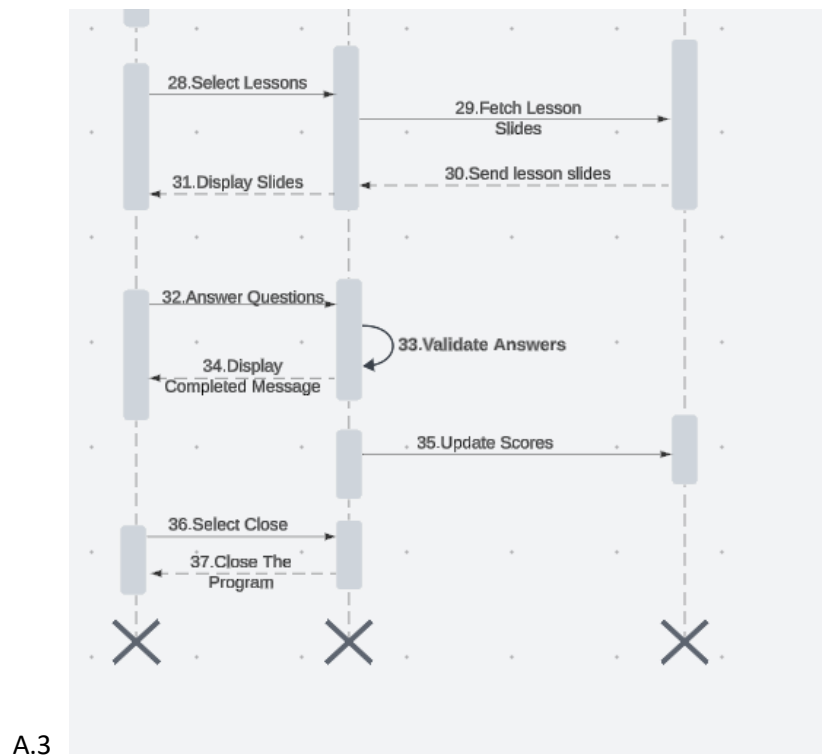 28.Select Lessons
29.Fetch Lesson
Slides
30.Send lesson slides
31.Display Slides
32.Answer Questions
33.Validate Answers
34.Display
Completed Message
35.Update Scores
36.Select Close
37.Close The
Program
A.3